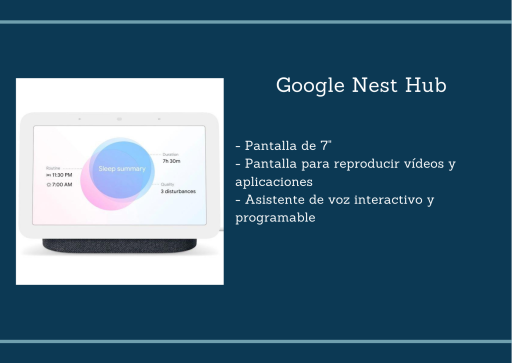 Google Nest Hub
- Pantalla de 7"
- Pantalla para reproducir vídeos y
aplicaciones
- Asistente de voz interactivo y
programable
Sleep summary
Duration
7h 30m
11:30 PM
7:00 AM
Quality
3 disturbances